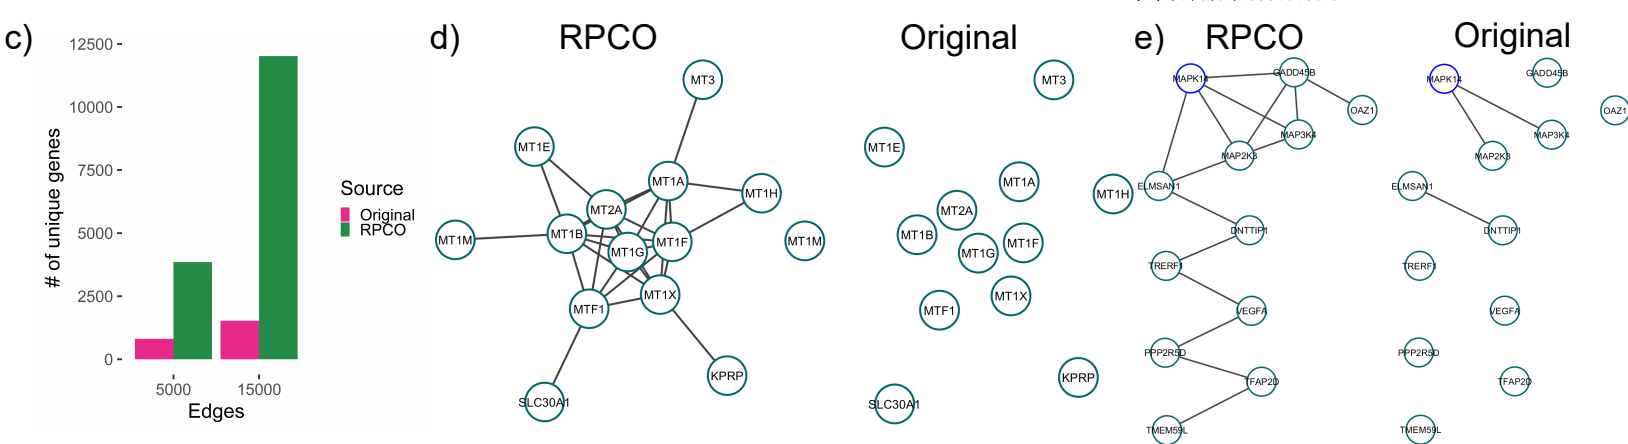 c)
12500
10000
7500
5000
2500
0
# of unique genes
5000
15000
Edges
Source
Original
RPCO
d)
RPCO
MT3
MT1E
MT1A
MT1H
MT2A
MT1M
MT1B
MT1G
MT1F
MT1X
MTF1
KPRP
SLC30A1
Original
MT3
MT1E
MT1A
MT1H
MT2A
MT1B
MT1F
MT1M
MT1G
MT1X
MTF1
KPRP
SLC30A1
e)
RPCO
MAPK14
GADD45B
OAZ1
MAP3K4
MAP2K3
ELMSAN1
DNTTIP1
TRERF1
VEGFA
PPP2R5D
TFAP2D
TMEM59L
Original
MAPK14
GADD45B
OAZ1
MAP3K4
MAP2K3
ELMSAN1
DNTTIP1
TRERF1
VEGFA
PPP2R5D
TFAP2D
TMEM59L